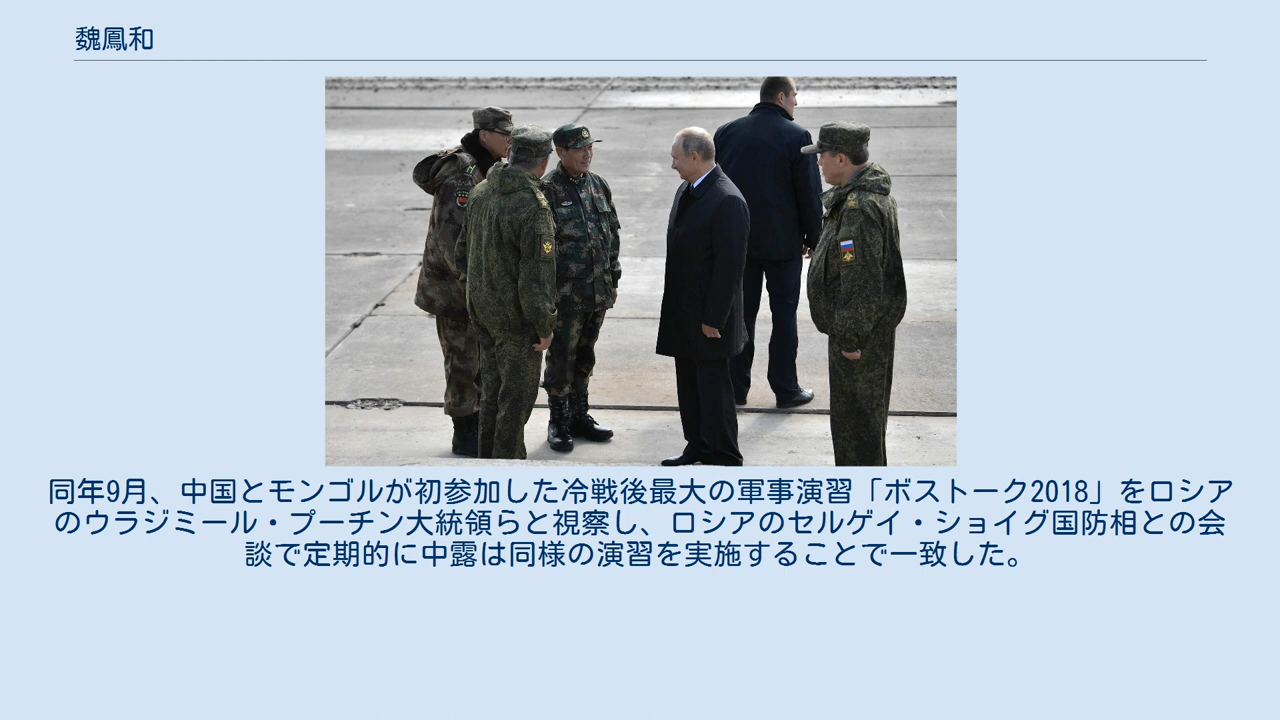 魏鳳和
同年9月、中国とモンゴルが初参加した冷戦後最大の軍事演習「ボストーク2018」をロシア
のウラジミール・プーチン大統領らと視察し、ロシアのセルゲイ・ショイグ国防相との会
談で定期的に中露は同様の演習を実施することで一致した。